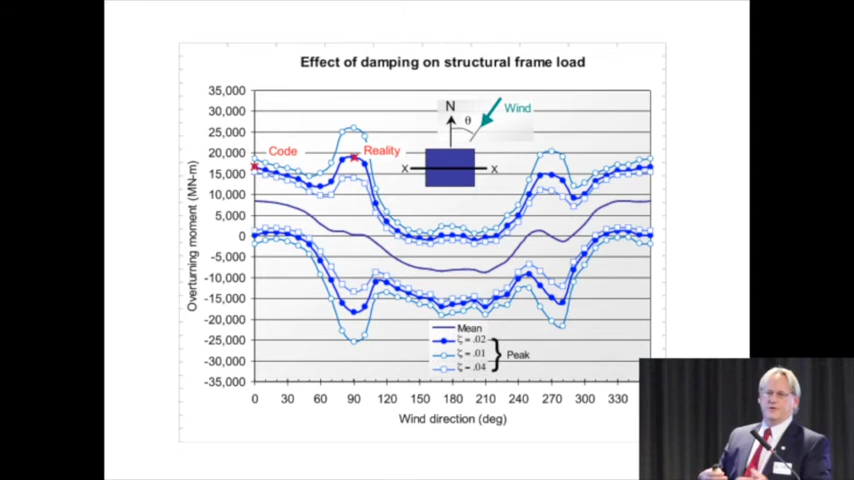 Effect of damping on structural frame load
35,000
30,000
25,000
20,000
15,000
10,000
5,000
0
-5,000
-10,000
-15,000
-20,000
-25,000
-30,000
-35,000
Overturning moment (MN-m)
Code
Reality
N
θ
Wind
X X
Mean
ζ = .02
ζ = .01
ζ = .04
Peak
0 30 60 90 120 150 180 210 240 270 300 330
Wind direction (deg)